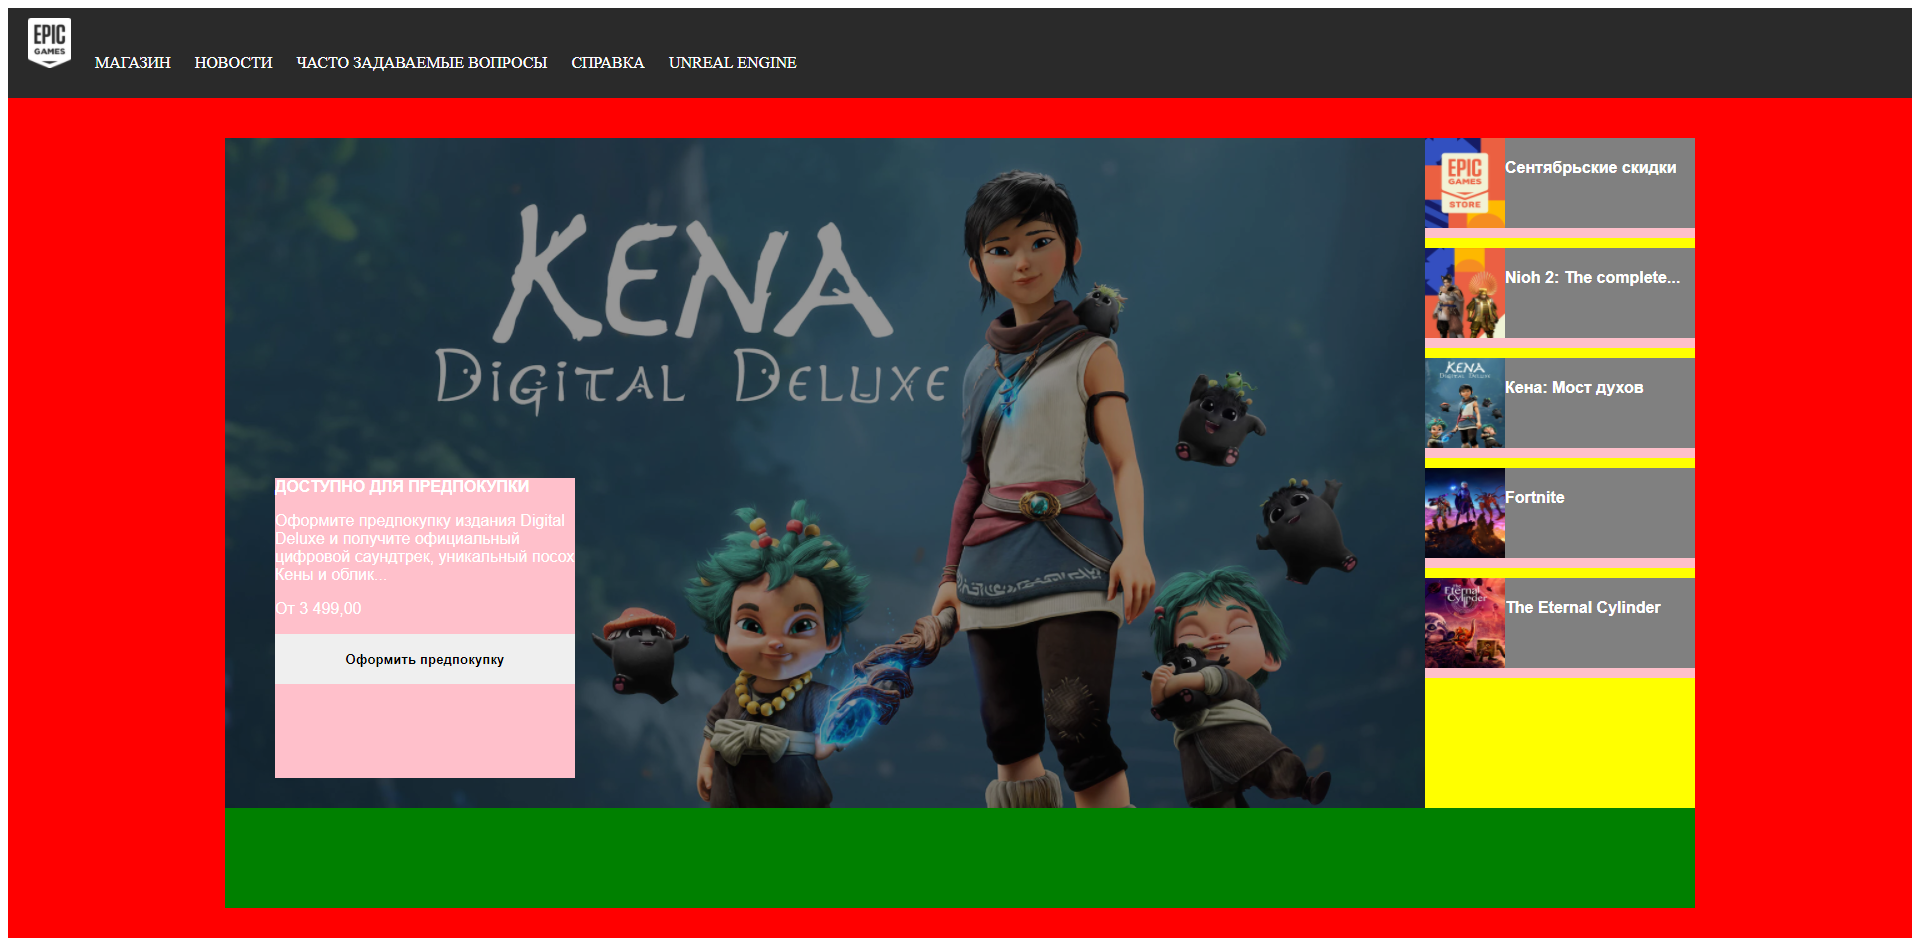 EPIC
GAMES
МАГАЗИН НОВОСТИ ЧАСТО ЗАДАВАЕМЫЕ ВОПРОСЫ СПРАВКА UNREAL ENGINE
KENA
DIGITAL DELUXE
ДОСТУПНО ДЛЯ ПРЕДПОКУПКИ
Оформите предпокупку издания Digital
Deluxe и получите официальный
цифровой саундтрек, уникальный посох
Кены и облик...
От 3 499,00
Оформить предпокупку
EPIC
GAMES
STORE
Сентябрьские скидки
Nioh 2: The complete...
KENA
DIGITAL DELUXE
Кена: Мост духов
Fortnite
The
Eternal
Cylinder
The Eternal Cylinder